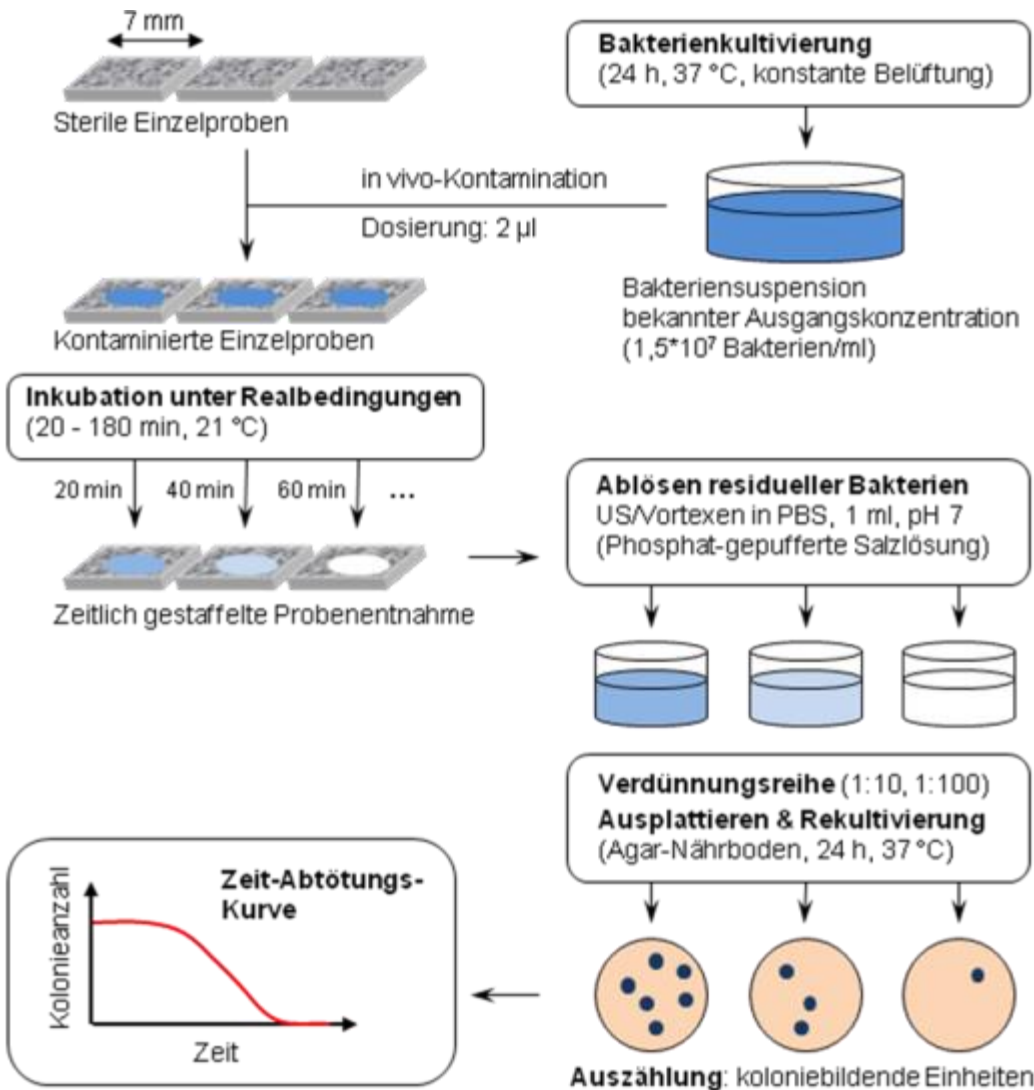 7 mm
Sterile Einzelproben
Bakterienkultivierung
(24 h, 37 °C, konstante Belüftung)
in vivo-Kontamination
Dosierung: 2 µl
Bakteriensuspension
bekannter Ausgangskonzentration
(1,5*10⁷ Bakterien/ml)
Kontaminierte Einzelproben
Inkubation unter Realbedingungen
(20 - 180 min, 21 °C)
20 min 40 min 60 min ...
Zeitlich gestaffelte Probenentnahme
Ablösen residueller Bakterien
US/Vortexen in PBS, 1 ml, pH 7
(Phosphat-gepufferte Salzlösung)
Verdünnungsreihe (1:10, 1:100)
Ausplattieren & Rekultivierung
(Agar-Nährboden, 24 h, 37 °C)
Auszählung: koloniebildende Einheiten
Zeit-Abtötungs-
Kurve
Kolonieanzahl
Zeit